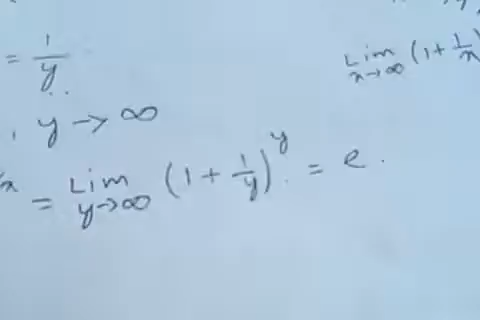 = 1/y
Lim x→∞ (1 + 1/x)
, y → ∞
= Lim y→∞ (1 + 1/y)^y = e.